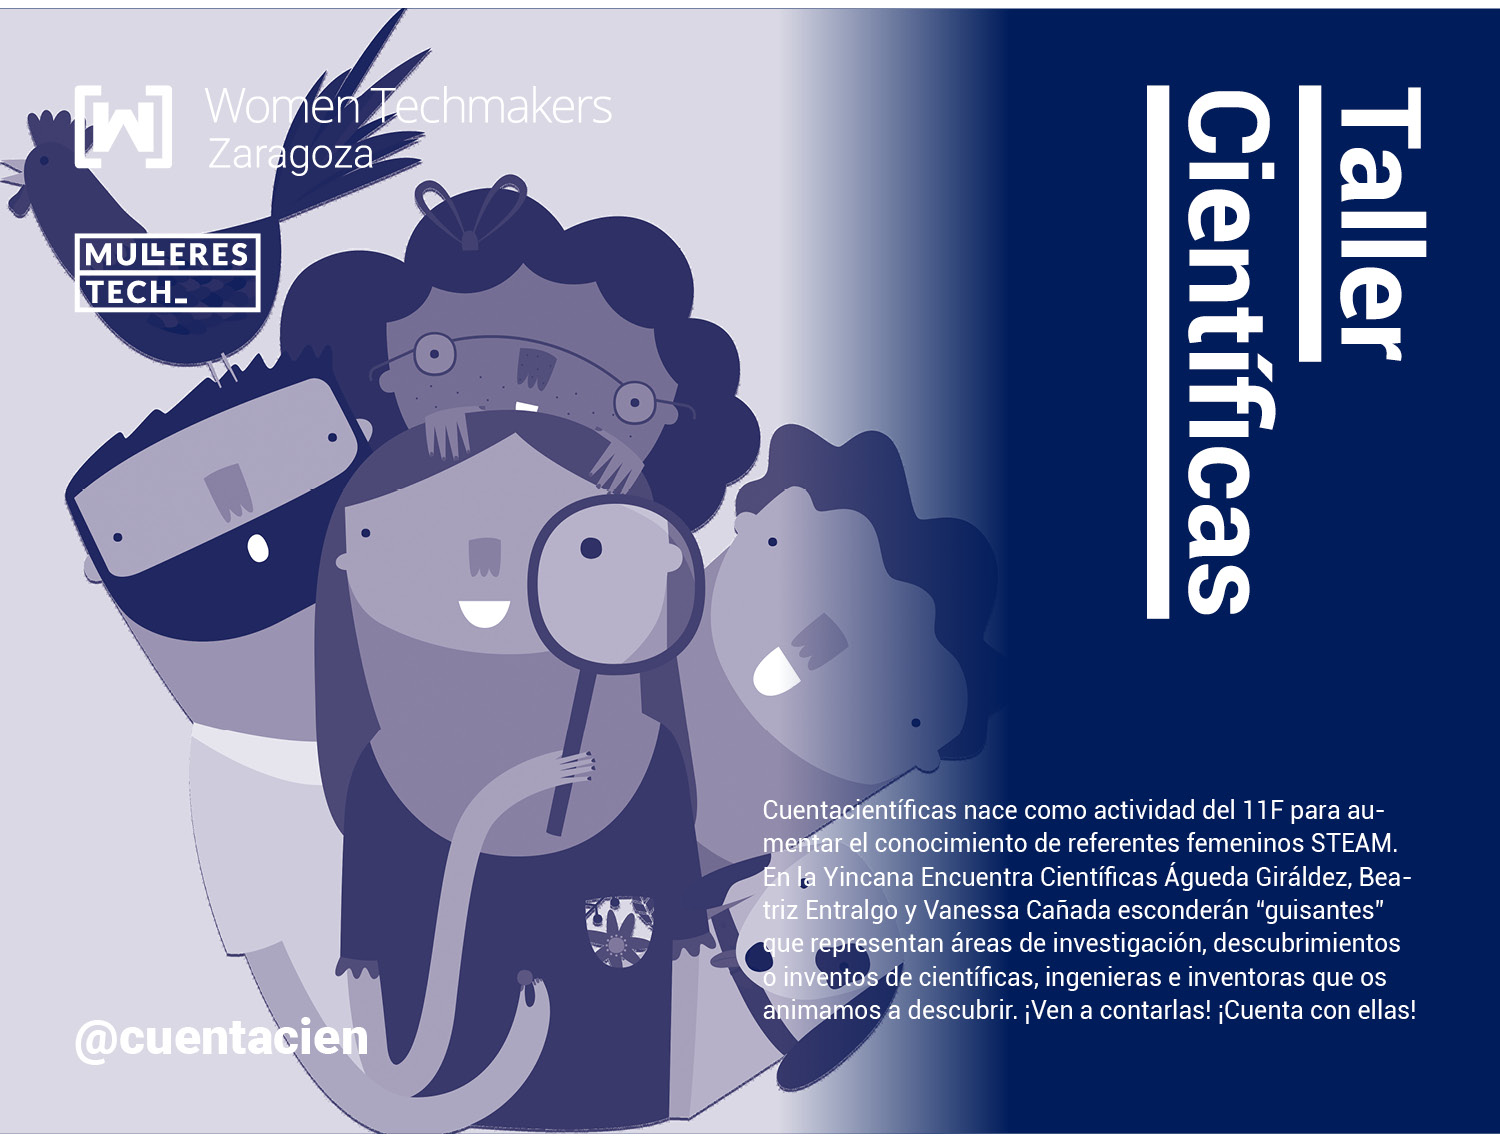 Women Techmakers
Zaragoza
MULLERES
TECH_
Taller
Científicas
Cuentacientíficas nace como actividad del 11F para au-
mentar el conocimiento de referentes femeninos STEAM.
En la Yincana Encuentra Científicas Águeda Giráldez, Bea-
triz Entralgo y Vanessa Cañada esconderán “guisantes”
que representan áreas de investigación, descubrimientos
o inventos de científicas, ingenieras e inventoras que os
animamos a descubrir. ¡Ven a contarlas! ¡Cuenta con ellas!
@cuentacien